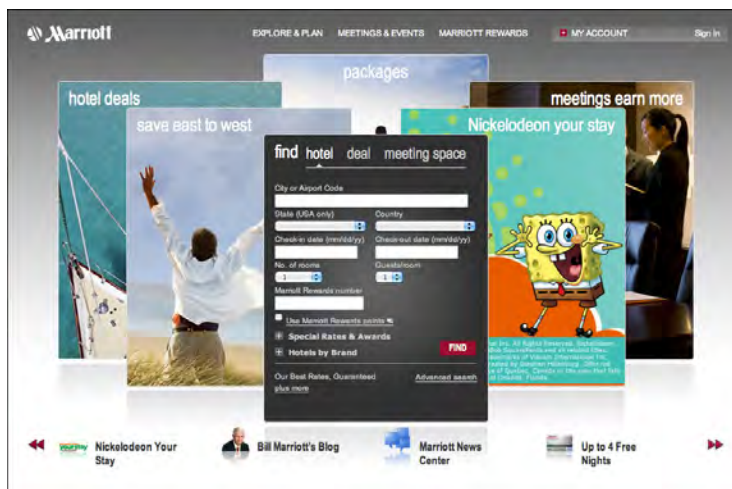 Marriott
EXPLORE & PLAN MEETINGS & EVENTS MARRIOTT REWARDS MY ACCOUNT Sign In
packages
hotel deals
meetings earn more
save east to west
Nickelodeon your stay
find hotel deal meeting space
City or Airport Code
State (USA only) Country
Check-in date (mm/dd/yy) Check-out date (mm/dd/yy)
No. of rooms Guests/room
1 1
Marriott Rewards number
Use Marriott Rewards points
Special Rates & Awards
Hotels by Brand
FIND
Our Best Rates, Guaranteed
plus more
Advanced search
Nickelodeon Your
Stay
Bill Marriott's Blog
Marriott News
Center
Up to 4 Free
Nights